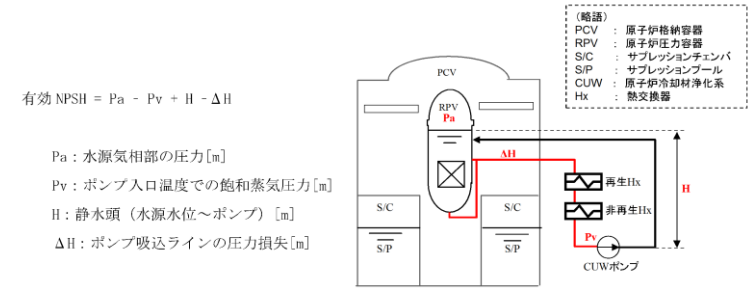 (略語)
PCV : 原子炉格納容器
RPV : 原子炉圧力容器
S/C : サプレッションチェンバ
S/P : サプレッションプール
CUW : 原子炉冷却材浄化系
Hx : 熱交換器
有効 NPSH = Pa - Pv + H - ΔH
Pa：水源気相部の圧力[m]
Pv：ポンプ入口温度での飽和蒸気圧力[m]
H：静水頭（水源水位～ポンプ）[m]
ΔH：ポンプ吸込ラインの圧力損失[m]
PCV
RPV
Pa
ΔH
再生Hx
H
非再生Hx
S/C
S/C
Pv
S/P
S/P
CUWポンプ